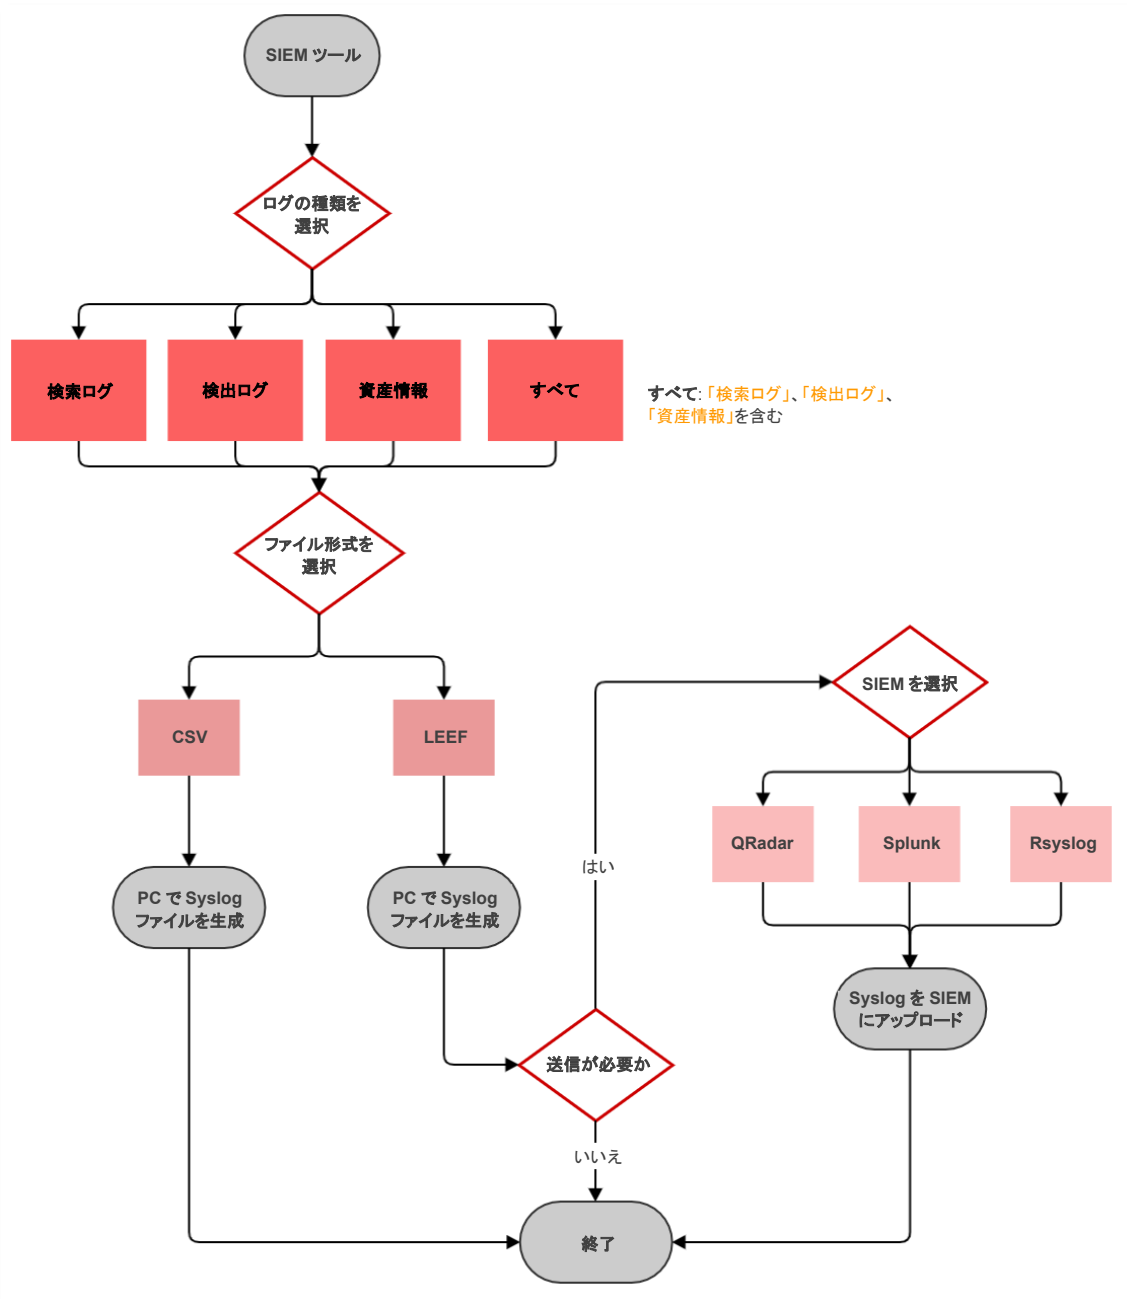 SIEM ツール
ログの種類を
選択
検索ログ
検出ログ
資産情報
すべて
すべて: 「検索ログ」、「検出ログ」、
「資産情報」を含む
ファイル形式を
選択
CSV
LEEF
PC で Syslog
ファイルを生成
PC で Syslog
ファイルを生成
送信が必要か
はい
いいえ
SIEM を選択
QRadar
Splunk
Rsyslog
Syslog を SIEM
にアップロード
終了